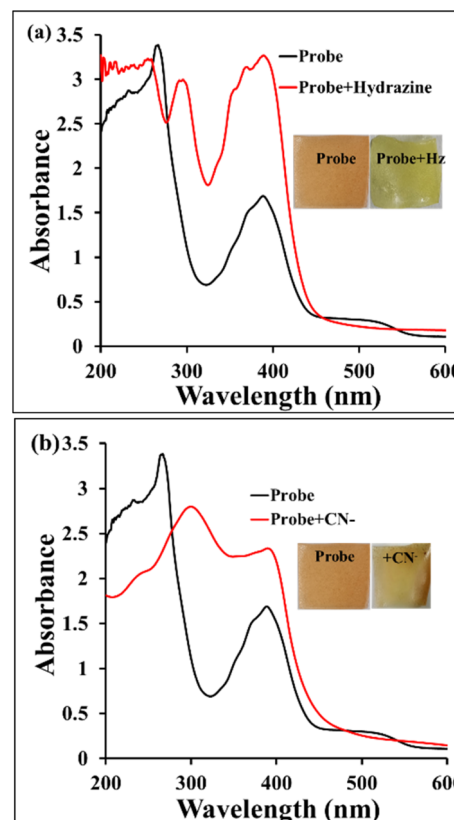 (a)
3.5
3
2.5
2
1.5
1
0.5
0
Absorbance
Probe
Probe+Hydrazine
Probe
Probe+Hz
200
300
400
500
600
Wavelength (nm)
(b)
3.5
3
2.5
2
1.5
1
0.5
0
Absorbance
Probe
Probe+CN-
Probe
+CN-
200
300
400
500
600
Wavelength (nm)